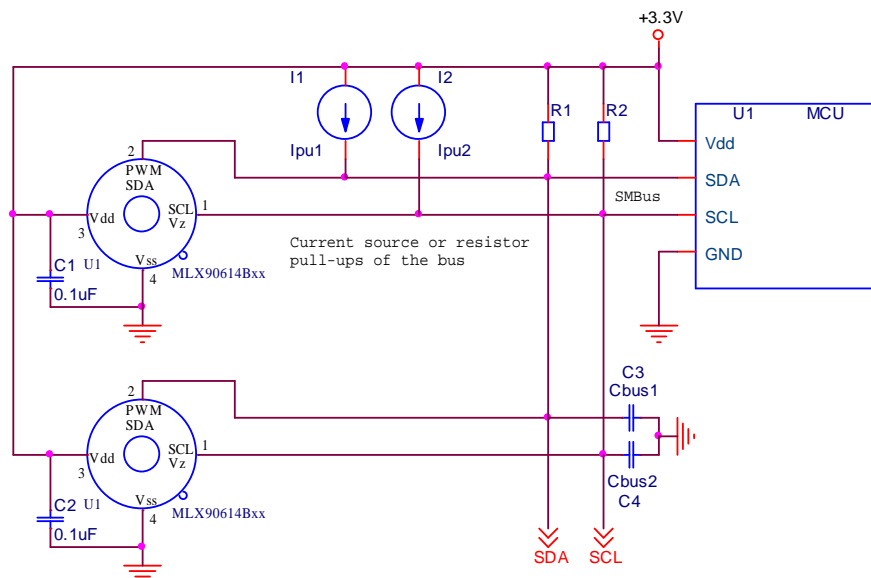 +3.3V
I1
I2
Ipu1
Ipu2
R1
R2
U1 MCU
Vdd
SDA
SCL
GND
SMBus
2
PWM
SDA
SCL
Vz
1
Vdd
3
Vss
4
U1
MLX90614Bxx
C1
0.1uF
Current source or resistor
pull-ups of the bus
2
PWM
SDA
SCL
Vz
1
Vdd
3
Vss
4
U1
MLX90614Bxx
C2
0.1uF
C3
Cbus1
Cbus2
C4
SDA
SCL